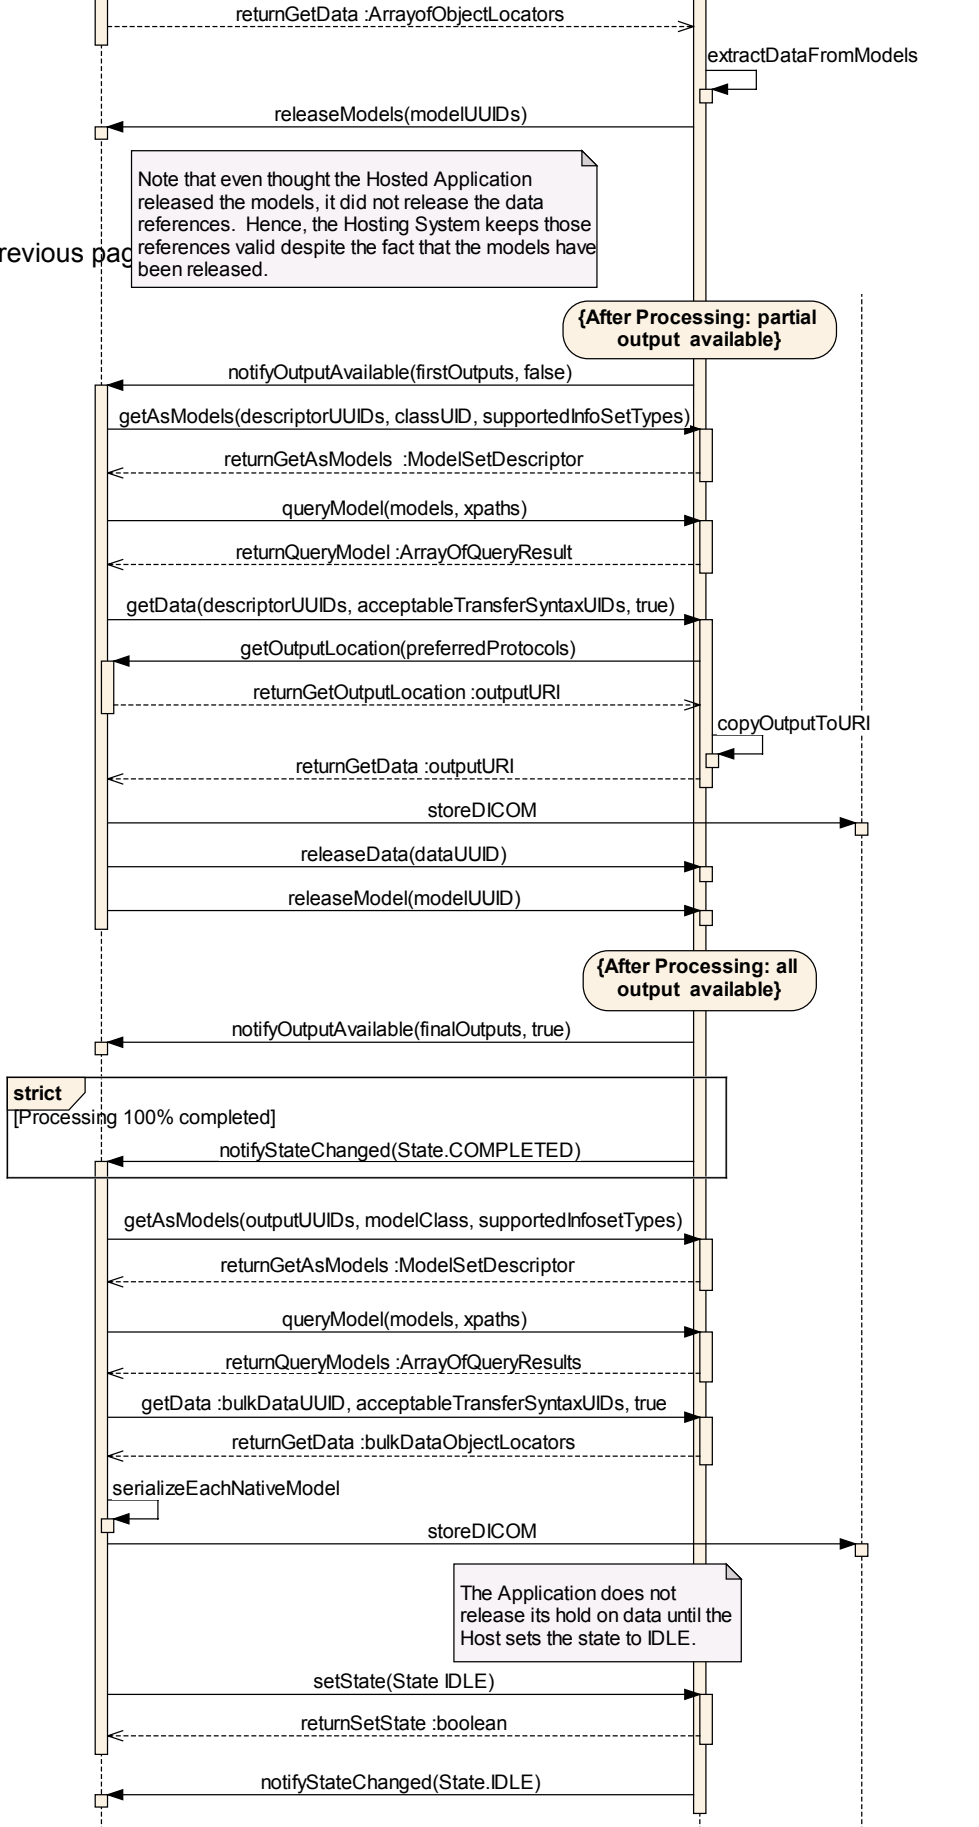 returnGetData :ArrayofObjectLocators
extractDataFromModels
releaseModels(modelUUIDs)
Note that even thought the Hosted Application
released the models, it did not release the data
references. Hence, the Hosting System keeps those
references valid despite the fact that the models have
been released.
revious pag
{After Processing: partial
output available}
notifyOutputAvailable(firstOutputs, false)
getAsModels(descriptorUUIDs, classUID, supportedInfoSetTypes)
returnGetAsModels :ModelSetDescriptor
queryModel(models, xpaths)
returnQueryModel :ArrayOfQueryResult
getData(descriptorUUIDs, acceptableTransferSyntaxUIDs, true)
getOutputLocation(preferredProtocols)
returnGetOutputLocation :outputURI
copyOutputToURI
returnGetData :outputURI
storeDICOM
releaseData(dataUUID)
releaseModel(modelUUID)
{After Processing: all
output available}
notifyOutputAvailable(finalOutputs, true)
strict
[Processing 100% completed]
notifyStateChanged(State.COMPLETED)
getAsModels(outputUUIDs, modelClass, supportedInfosetTypes)
returnGetAsModels :ModelSetDescriptor
queryModel(models, xpaths)
returnQueryModels :ArrayOfQueryResults
getData :bulkDataUUID, acceptableTransferSyntaxUIDs, true
returnGetData :bulkDataObjectLocators
serializeEachNativeModel
storeDICOM
The Application does not
release its hold on data until the
Host sets the state to IDLE.
setState(State IDLE)
returnSetState :boolean
notifyStateChanged(State.IDLE)